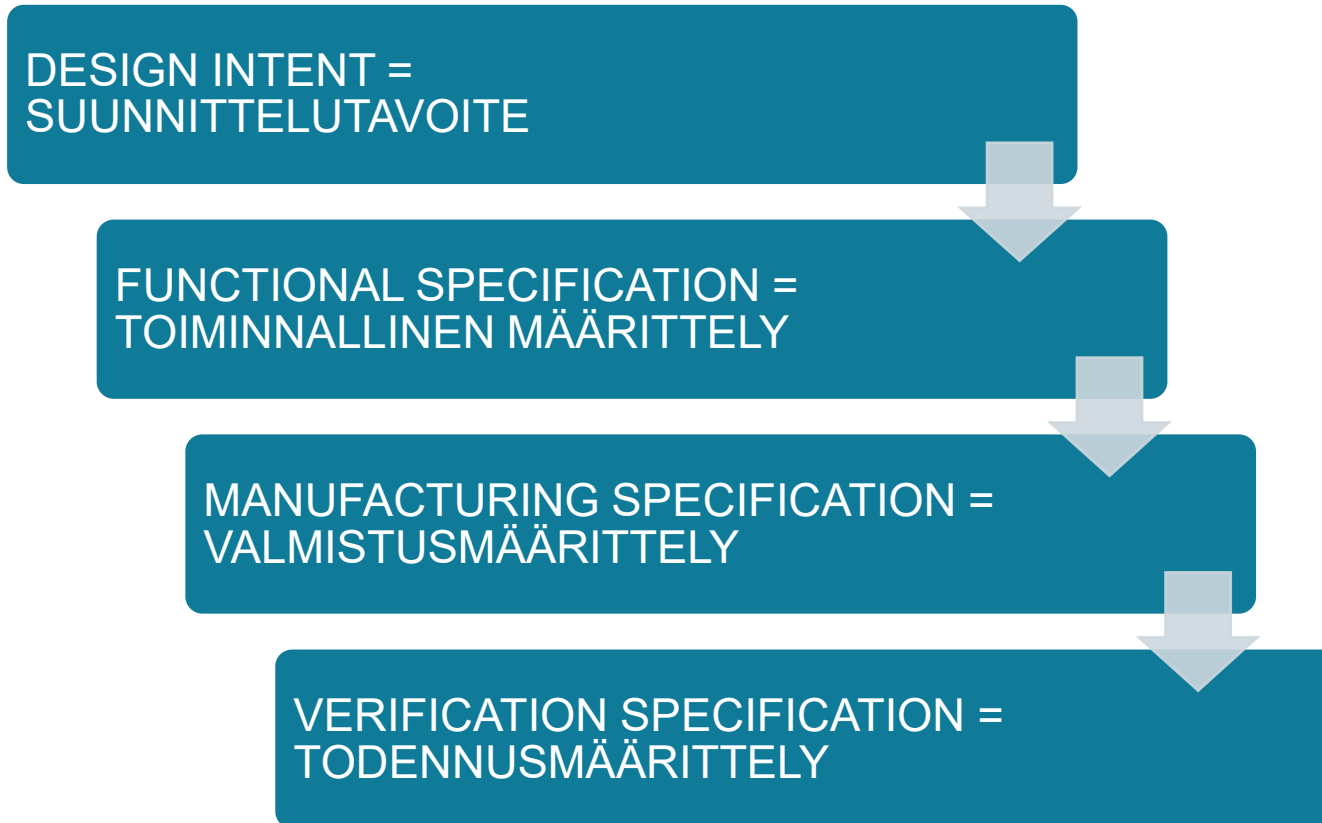 DESIGN INTENT =
SUUNNITTELUTAVOITE
FUNCTIONAL SPECIFICATION =
TOIMINNALLINEN MÄÄRITTELY
MANUFACTURING SPECIFICATION =
VALMISTUSMÄÄRITTELY
VERIFICATION SPECIFICATION =
TODENNUSMÄÄRITTELY